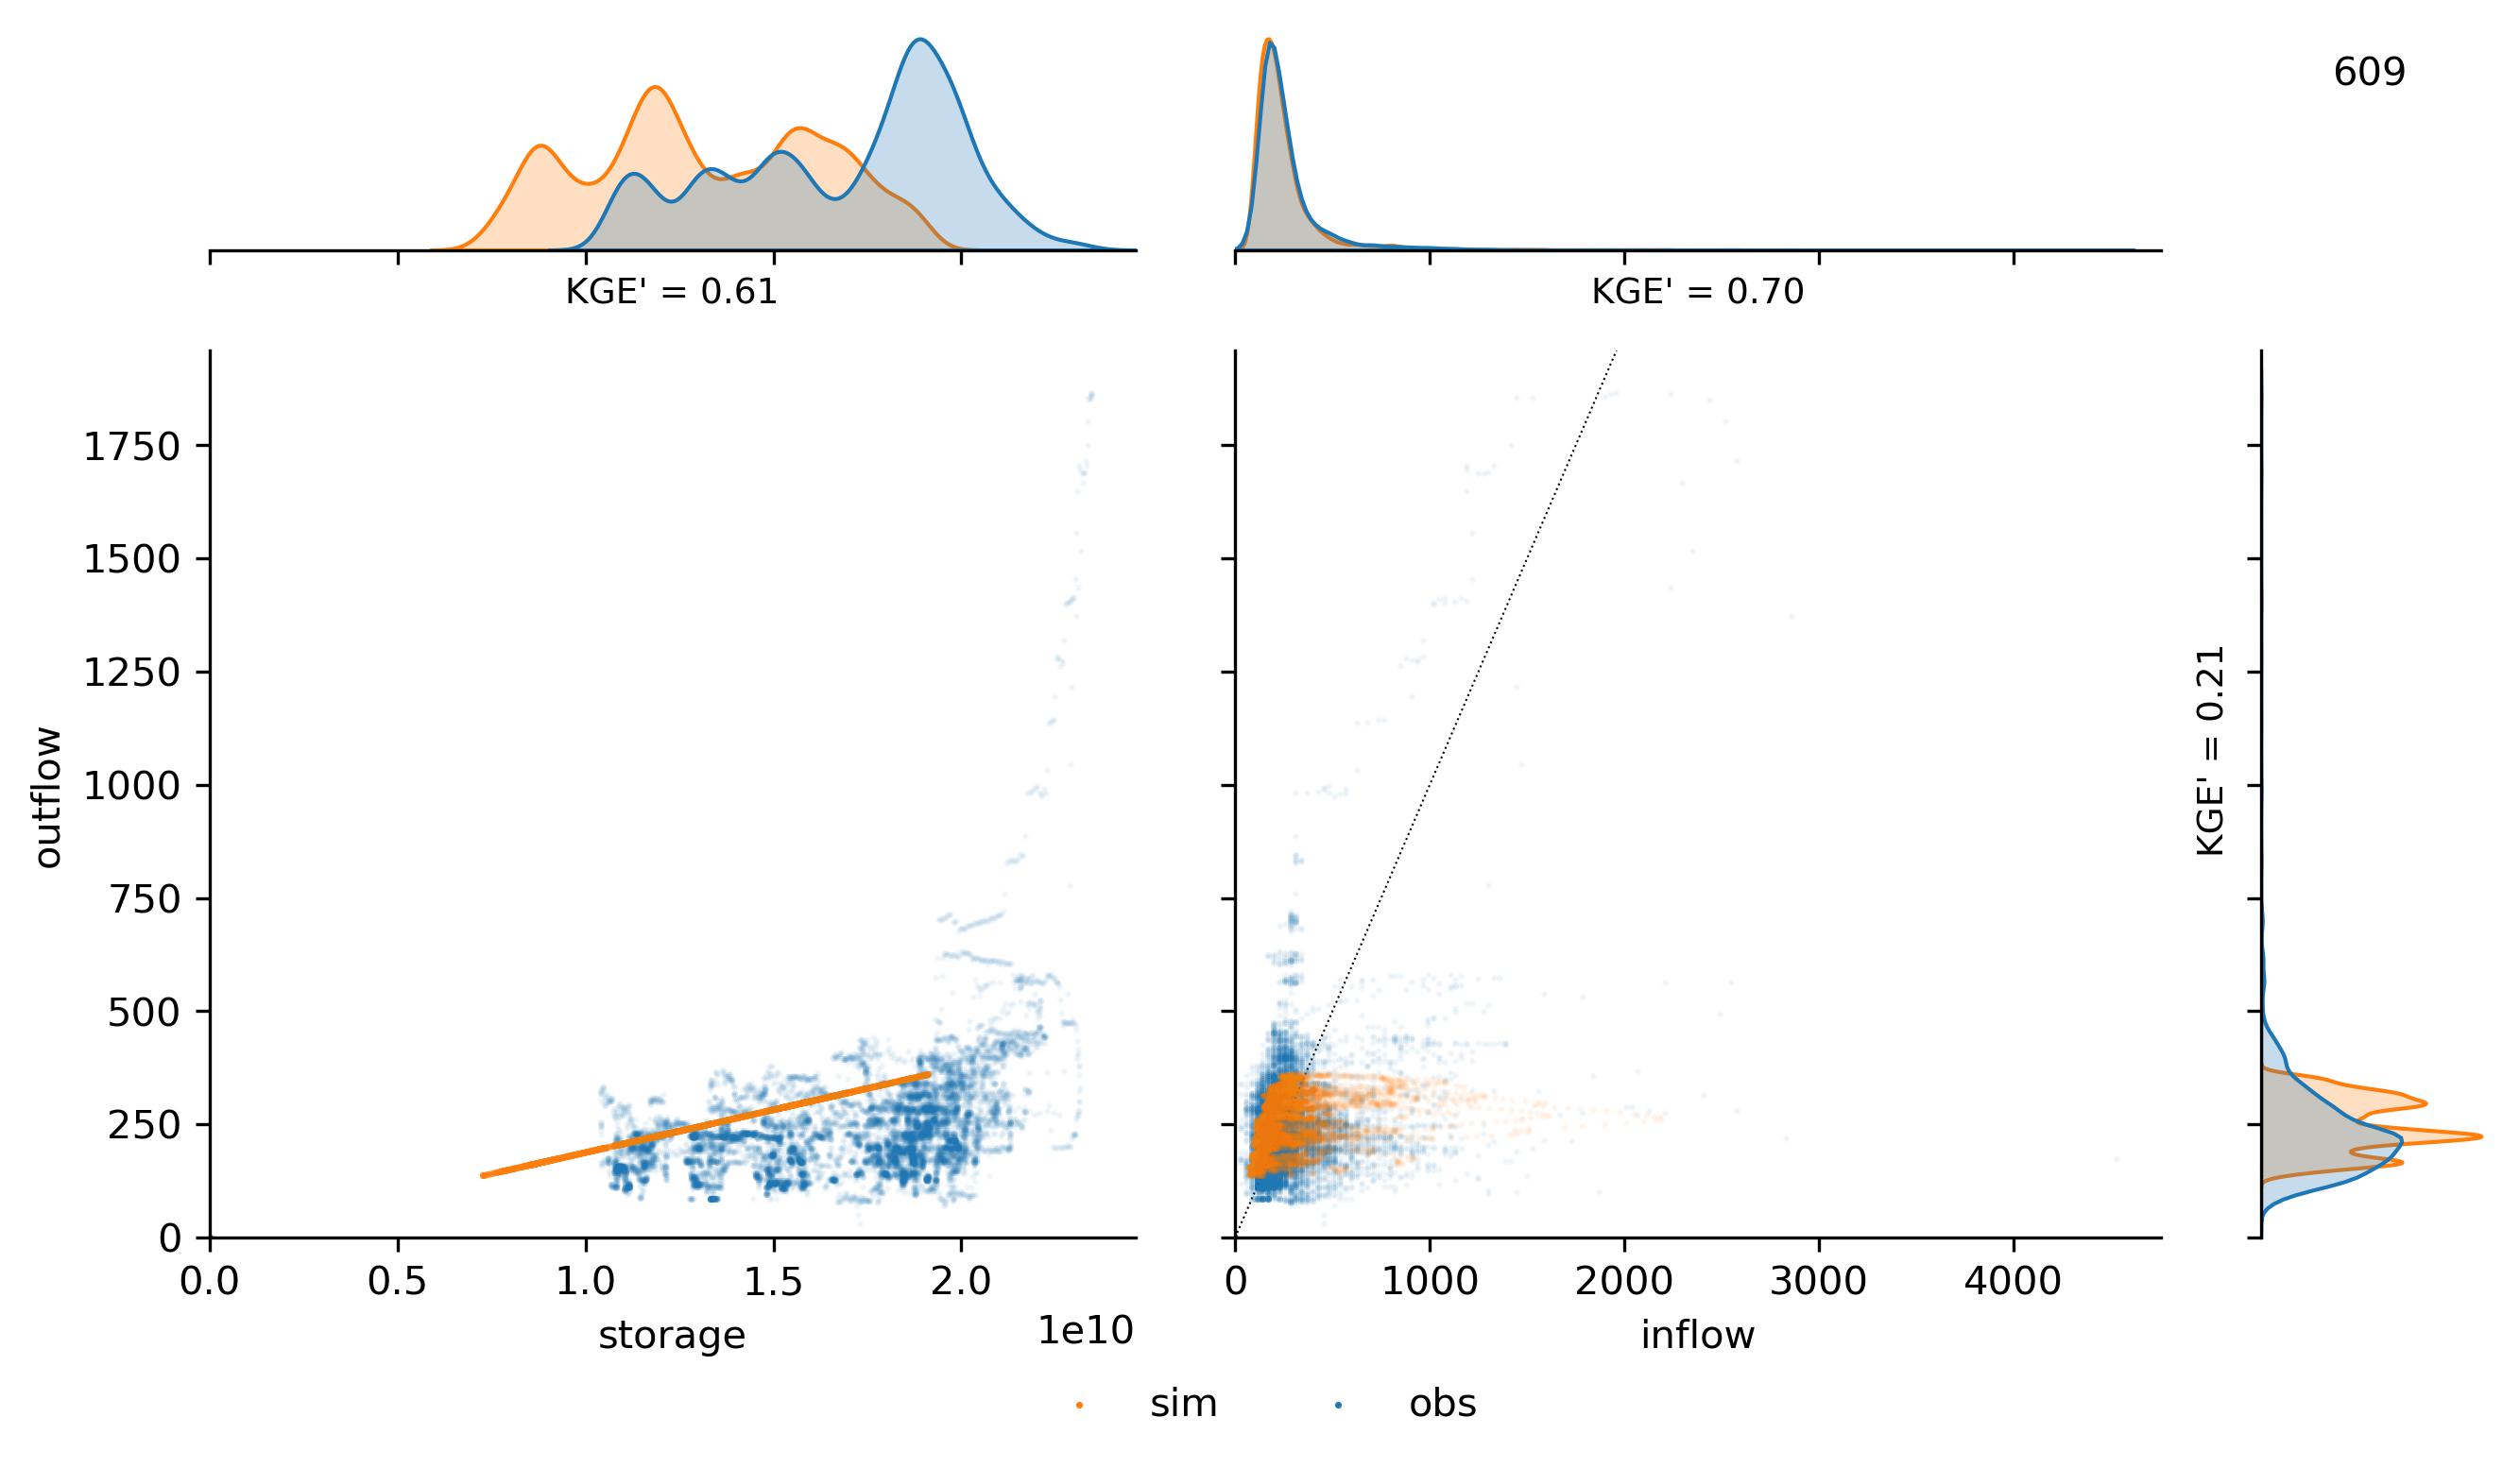 609
KGE' = 0.61
KGE' = 0.70
outflow
1750
1500
1250
1000
750
500
250
0
KGE' = 0.21
0.0 0.5 1.0 1.5 2.0
1e10
storage
0 1000 2000 3000 4000
inflow
sim obs